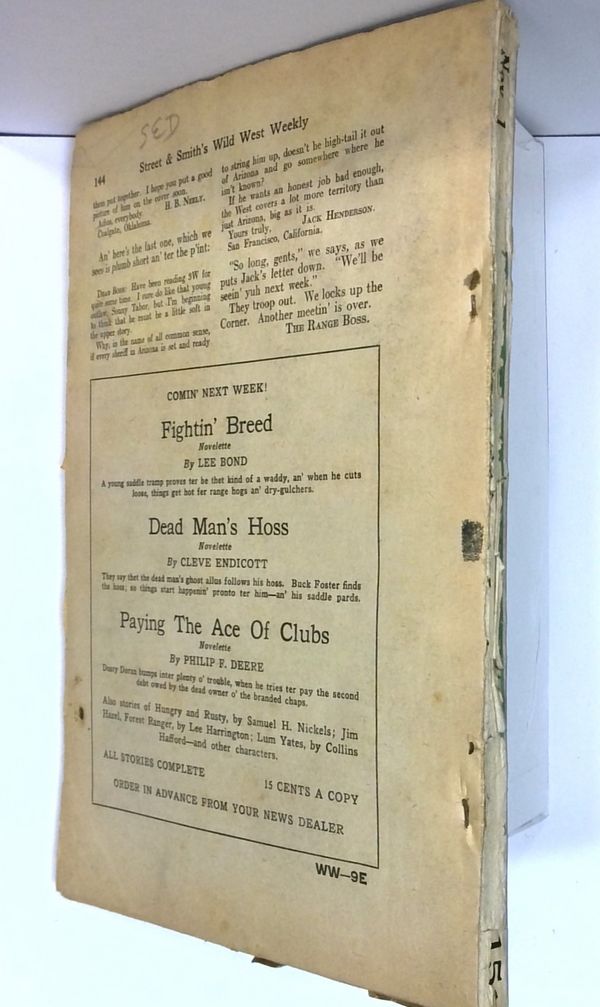 SED
144
Street & Smith's Wild West Weekly
them put together. I hope you put a good
picture of him on the cover soon.
Adios, everybody.
H. B. NEELY.
Coalgate, Oklahoma.
An' here's the last one, which we
sees is plumb short an' ter the p'int:
DEAR BOSS: Have been reading 3W for
quite some time. I sure do like that young
outlaw, Sonny Tabor, but I'm beginning
to think that he must be a little soft in
the upper story.
Why, in the name of all common sense,
if every sheriff in Arizona is set and ready
to string him up, doesn't he high-tail it out
of Arizona and go somewhere where he
isn't known?
If he wants an honest job bad enough,
the West covers a lot more territory than
just Arizona, big as it is.
Yours truly,
JACK HENDERSON.
San Francisco, California.
"So long, gents," we says, as we
puts Jack's letter down. "We'll be
seein' yuh next week."
They troop out. We locks up the
Corner. Another meetin' is over.
THE RANGE BOSS.
COMIN' NEXT WEEK!
Fightin' Breed
Novelette
By LEE BOND
A young saddle tramp proves ter be thet kind of a waddy, an' when he cuts
loose, things get hot fer range hogs an' dry-gulchers.
Dead Man's Hoss
Novelette
By CLEVE ENDICOTT
They say thet the dead man's ghost allus follows his hoss. Buck Foster finds
the hoss, so things start happenin' pronto ter him—an' his saddle pards.
Paying The Ace Of Clubs
Novelette
By PHILIP F. DEERE
Dusty Doran bumps inter plenty o' trouble, when he tries ter pay the second
debt owed by the dead owner o' the branded chaps.
Also stories of Hungry and Rusty, by Samuel H. Nickels; Jim
Hazel, Forest Ranger, by Lee Harrington; Lum Yates, by Collins
Hafford—and other characters.
ALL STORIES COMPLETE
15 CENTS A COPY
ORDER IN ADVANCE FROM YOUR NEWS DEALER
WW—9E
Nov. 1
15